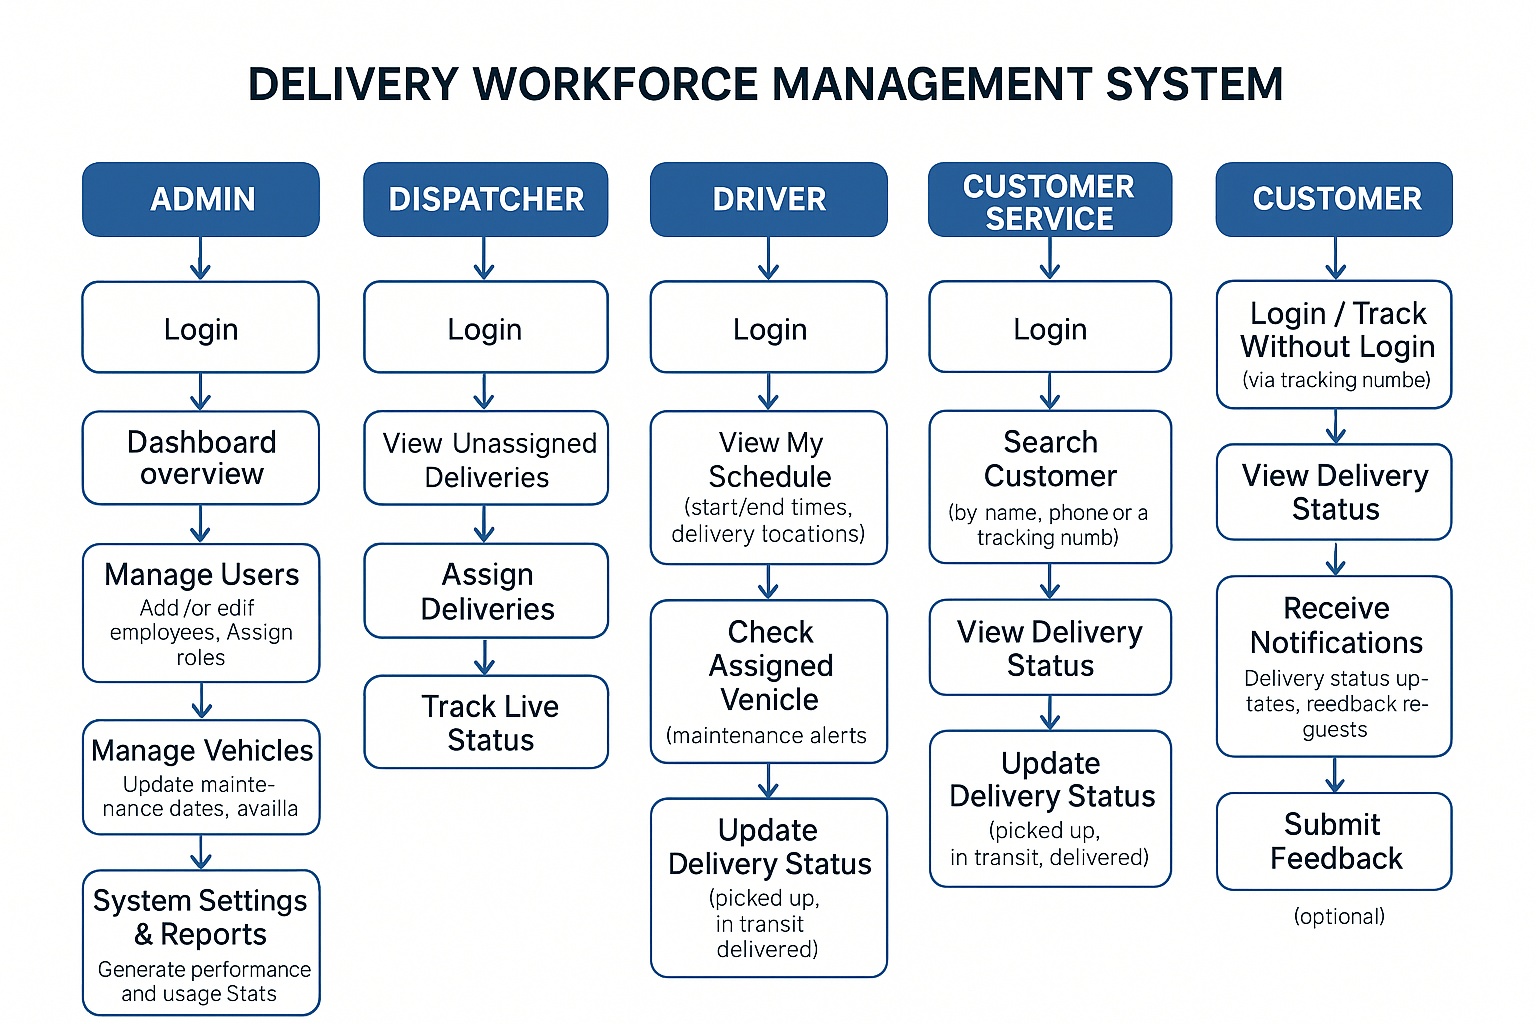 DELIVERY WORKFORCE MANAGEMENT SYSTEM
ADMIN
Login
Dashboard
overview
Manage Users
Add /or edif
employees, Assign
roles
Manage Vehicles
Update mainte-
nance dates, availla
System Settings
& Reports
Generate performance
and usage Stats
DISPATCHER
Login
View Unassigned
Deliveries
Assign
Deliveries
Track Live
Status
DRIVER
Login
View My
Schedule
(start/end times,
delivery tocations)
Check
Assigned
Venicle
(maintenance alerts
Update
Delivery Status
(picked up,
in transit
delivered)
CUSTOMER
SERVICE
Login
Search
Customer
(by name, phone or a
tracking numb)
View Delivery
Status
Update
Delivery Status
(picked up,
in transit, delivered)
CUSTOMER
Login / Track
Without Login
(via tracking numbe)
View Delivery
Status
Receive
Notifications
Delivery status up-
tates, reedback re-
guests
Submit
Feedback
(optional)